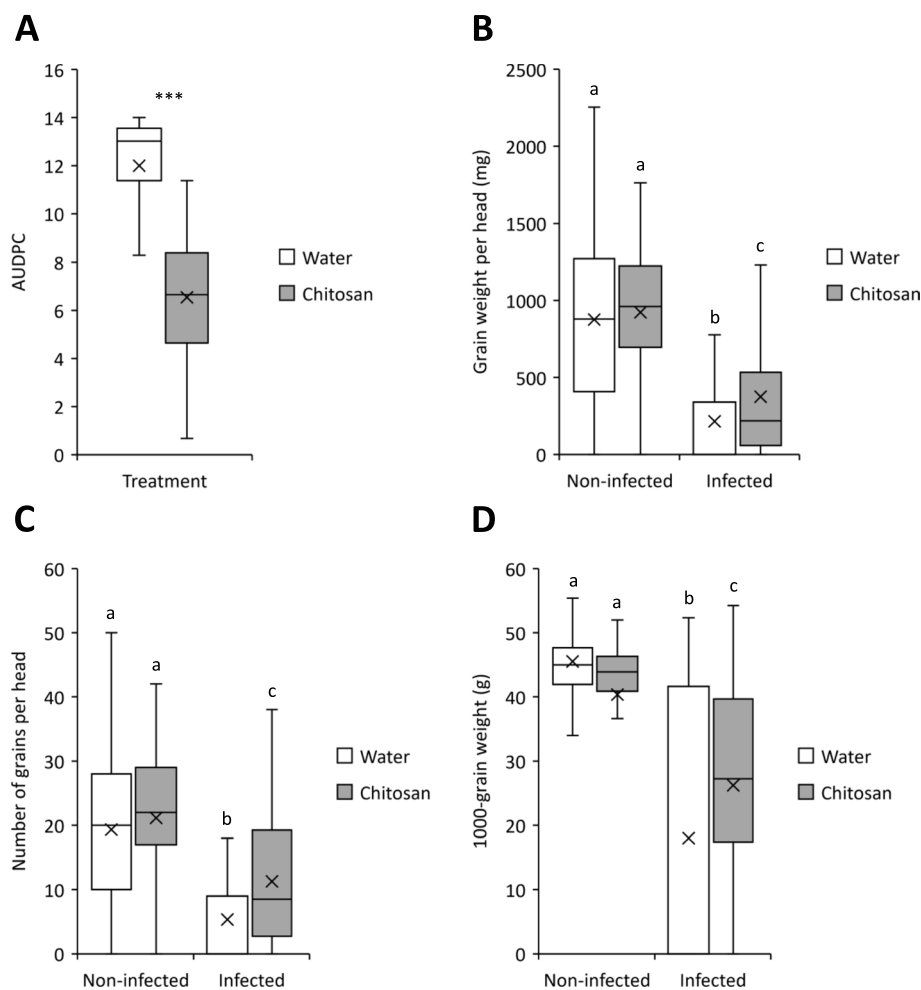 A
AUDPC
16
14
12
10
8
6
4
2
0
***
Treatment
Water
Chitosan
B
Grain weight per head (mg)
2500
2000
1500
1000
500
0
a
a
b
c
Non-infected
Infected
Water
Chitosan
C
Number of grains per head
60
50
40
30
20
10
0
a
a
b
c
Non-infected
Infected
Water
Chitosan
D
1000-grain weight (g)
60
50
40
30
20
10
0
a
a
b
c
Non-infected
Infected
Water
Chitosan